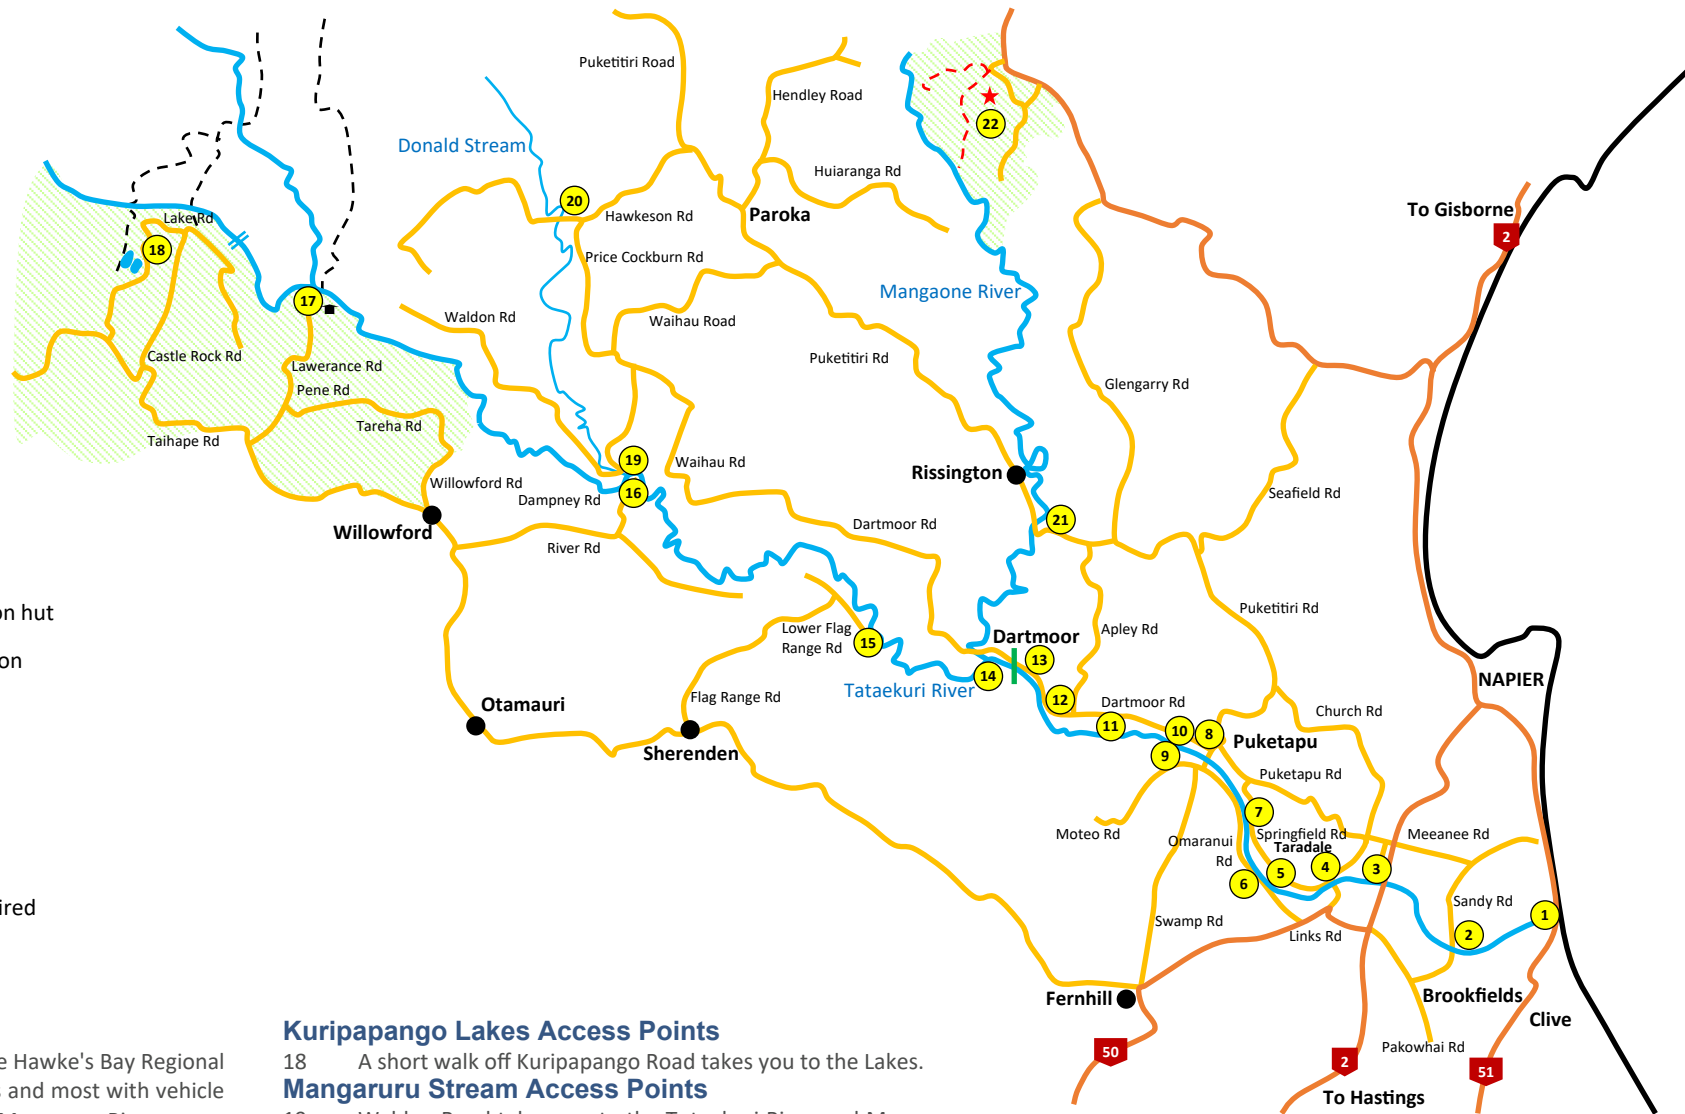 Puketitiri Road
Hendley Road
22
Donald Stream
Huiaranga Rd
20
Hawkeson Rd
Paroka
Lake Rd
18
To Gisborne
2
Price Cockburn Rd
Mangaone River
17
Waldon Rd
Waihau Road
Castle Rock Rd
Lawerance Rd
Pene Rd
Puketitiri Rd
Glengarry Rd
Tareha Rd
Taihape Rd
19
Waihau Rd
Rissington
Willowford Rd
Dampney Rd
16
Seafield Rd
Willowford
River Rd
Dartmoor Rd
21
on hut
Puketitiri Rd
Lower Flag
Range Rd
15
Dartmoor
Apley Rd
on
13
14
Tataekuri River
NAPIER
Otamauri
Flag Range Rd
12
Dartmoor Rd
Church Rd
11
10
8
Puketapu
Sherenden
9
Puketapu Rd
7
Moteo Rd
Omaranui
Rd
Springfield Rd
Taradale
Meeanee Rd
6
5
4
3
ired
Swamp Rd
Links Rd
Sandy Rd
2
1
Fernhill
Brookfields
Clive
50
2
Pakowhai Rd
51
To Hastings
Kuripapango Lakes Access Points
e Hawke's Bay Regional
18 A short walk off Kuripapango Road takes you to the Lakes.
s and most with vehicle
Mangaruru Stream Access Points